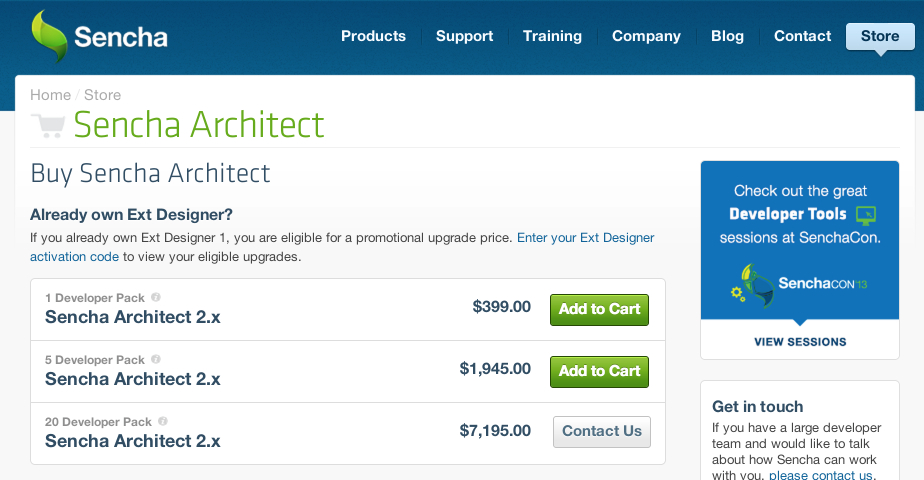 Sencha
Products Support Training Company Blog Contact Store
Home / Store
Sencha Architect
Buy Sencha Architect
Already own Ext Designer?
If you already own Ext Designer 1, you are eligible for a promotional upgrade price. Enter your Ext Designer
activation code to view your eligible upgrades.
1 Developer Pack
Sencha Architect 2.x
$399.00
Add to Cart
5 Developer Pack
Sencha Architect 2.x
$1,945.00
Add to Cart
20 Developer Pack
Sencha Architect 2.x
$7,195.00
Contact Us
Check out the great
Developer Tools
sessions at SenchaCon.
SENCHACON'13
VIEW SESSIONS
Get in touch
If you have a large developer
team and would like to talk
about how Sencha can work
with you, please contact us.